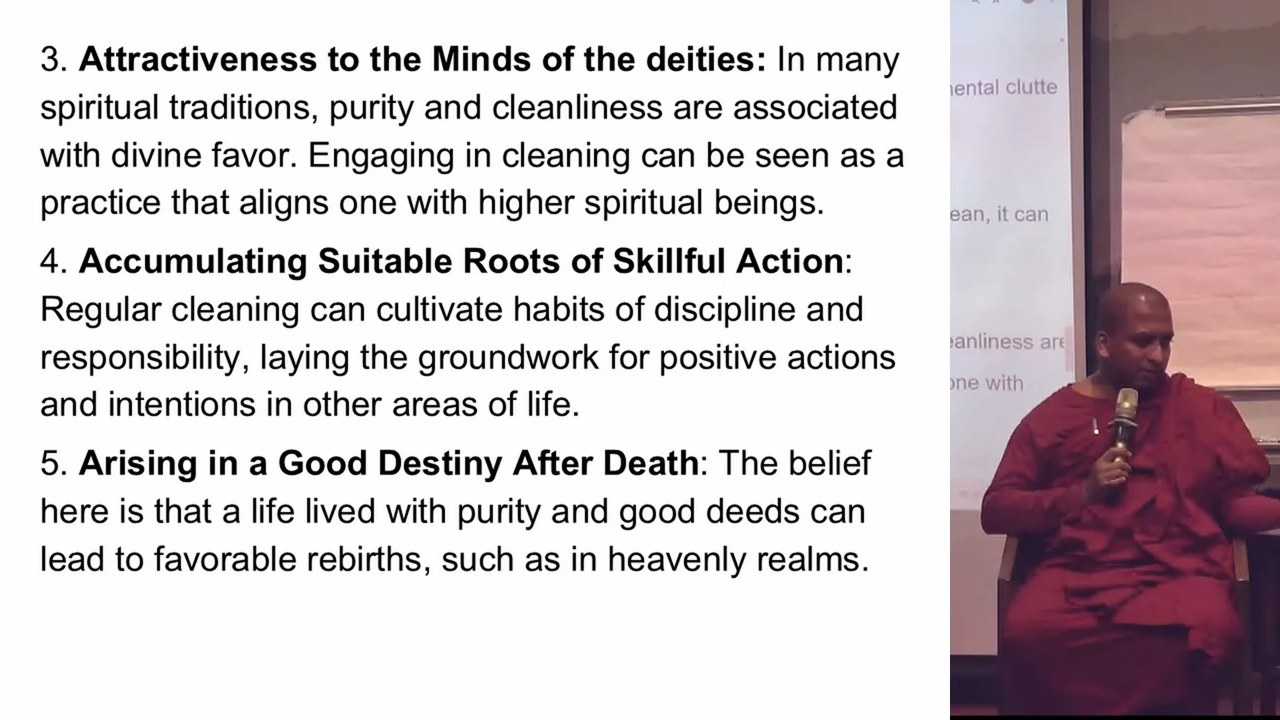 3. Attractiveness to the Minds of the deities: In many
spiritual traditions, purity and cleanliness are associated
with divine favor. Engaging in cleaning can be seen as a
practice that aligns one with higher spiritual beings.
4. Accumulating Suitable Roots of Skillful Action:
Regular cleaning can cultivate habits of discipline and
responsibility, laying the groundwork for positive actions
and intentions in other areas of life.
5. Arising in a Good Destiny After Death: The belief
here is that a life lived with purity and good deeds can
lead to favorable rebirths, such as in heavenly realms.
ental clutte
ean, it can
eanliness are
one with